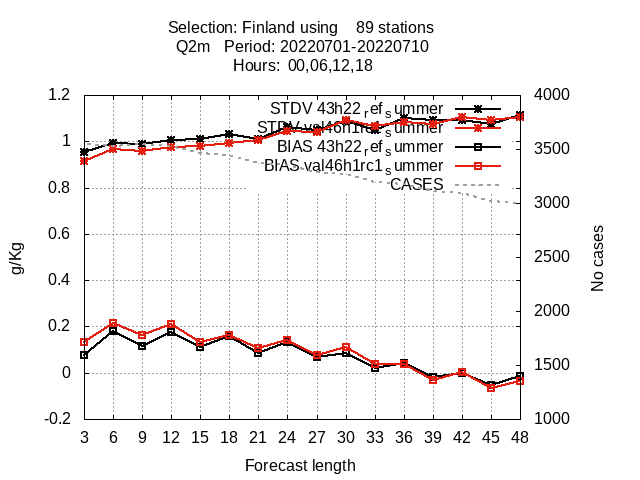 Selection: Finland using    89 stations
Q2m   Period: 20220701-20220710
Hours:  00,06,12,18
STDV 43h22_ref_summer
STDV val46h1rc1_summer
BIAS 43h22_ref_summer
BIAS val46h1rc1_summer
CASES
1.2
1
0.8
0.6
0.4
0.2
0
-0.2
g/Kg
4000
3500
3000
2500
2000
1500
1000
No cases
3 6 9 12 15 18 21 24 27 30 33 36 39 42 45 48
Forecast length